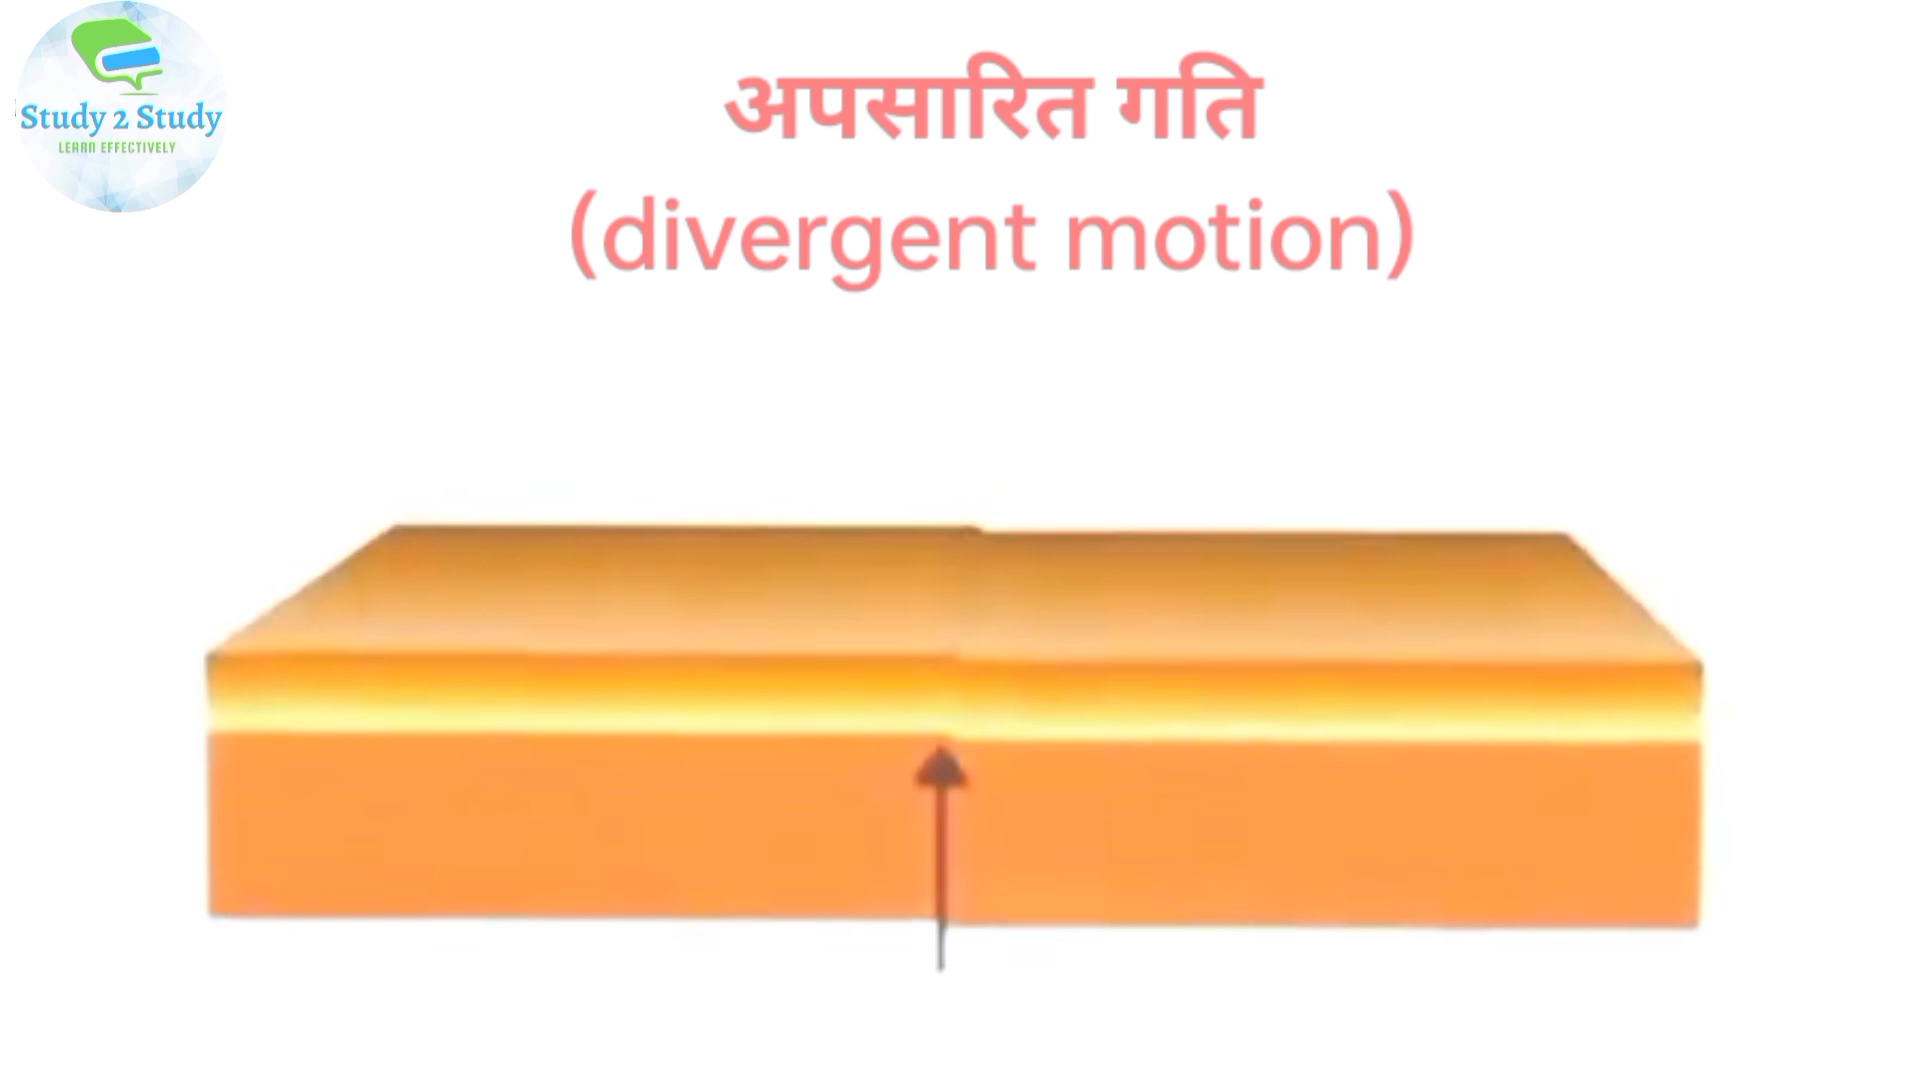 Study 2 Study
LEARN EFFECTIVELY
अपसारित गति
(divergent motion)